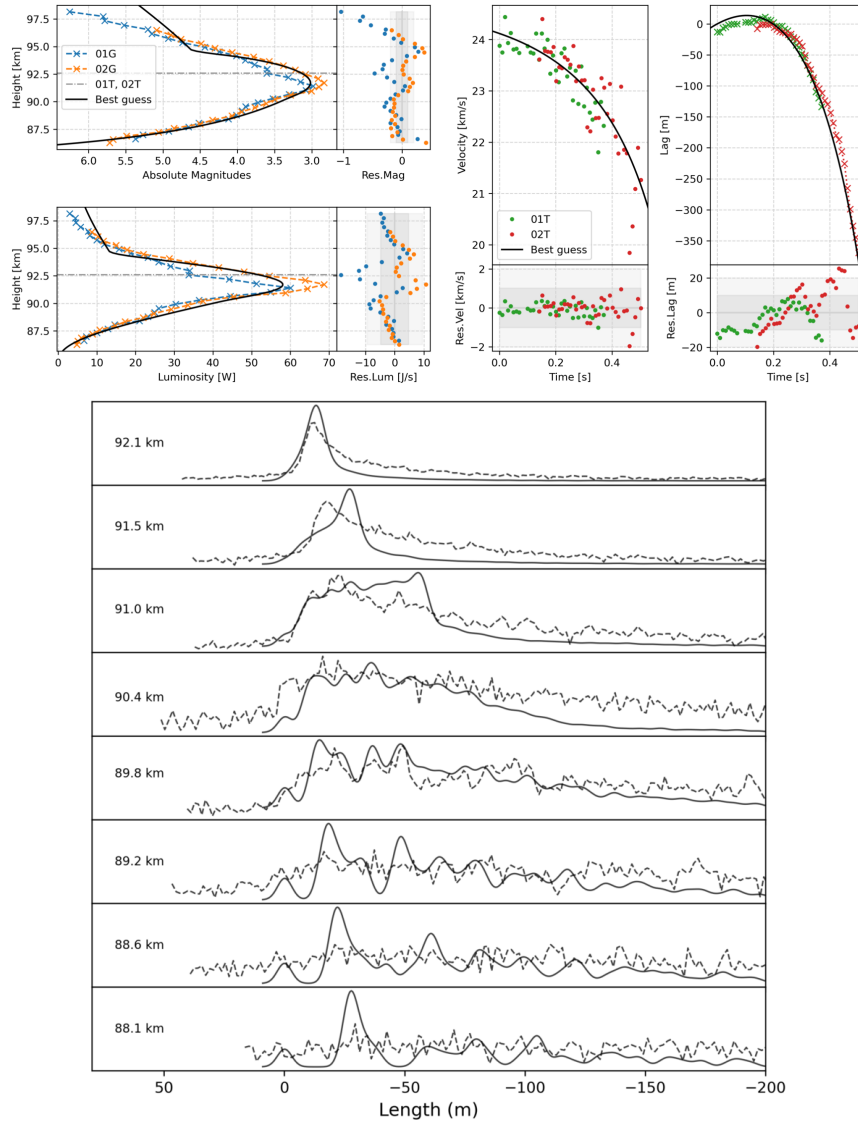 97.5
95.0
92.5
90.0
87.5
Height [km]
01G
02G
01T, 02T
Best guess
6.0 5.5 5.0 4.5 4.0 3.5 3.0
Absolute Magnitudes
−1 0
Res.Mag
97.5
95.0
92.5
90.0
87.5
Height [km]
0 10 20 30 40 50 60 70
Luminosity [W]
−10 0 10
Res.Lum [J/s]
24
23
22
21
20
Velocity [km/s]
01T
02T
Best guess
2
0
−2
Res.Vel [km/s]
0.0 0.2 0.4
Time [s]
0
−50
−100
−150
−200
−250
−300
−350
Lag [m]
20
0
−20
Res.Lag [m]
0.0 0.2 0.4
Time [s]
92.1 km
91.5 km
91.0 km
90.4 km
89.8 km
89.2 km
88.6 km
88.1 km
50 0 −50 −100 −150 −200
Length (m)